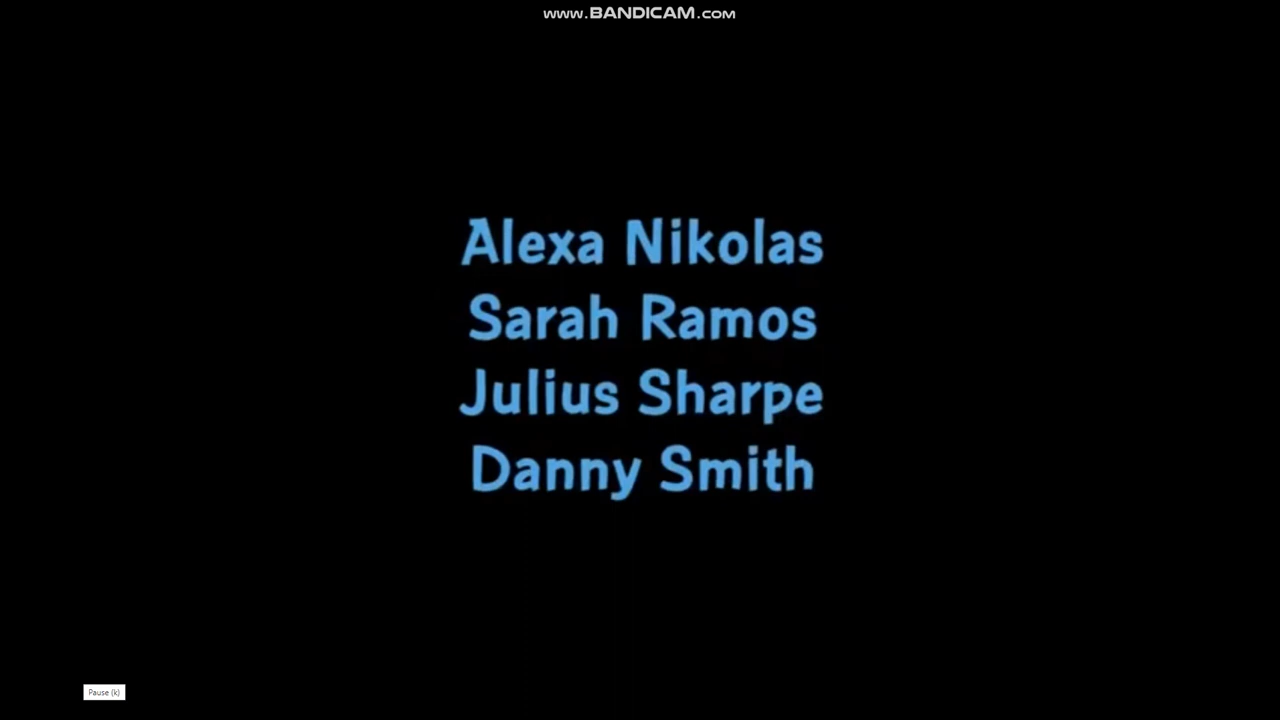 www.BANDICAM.com
Alexa Nikolas
Sarah Ramos
Julius Sharpe
Danny Smith
Pause (k)